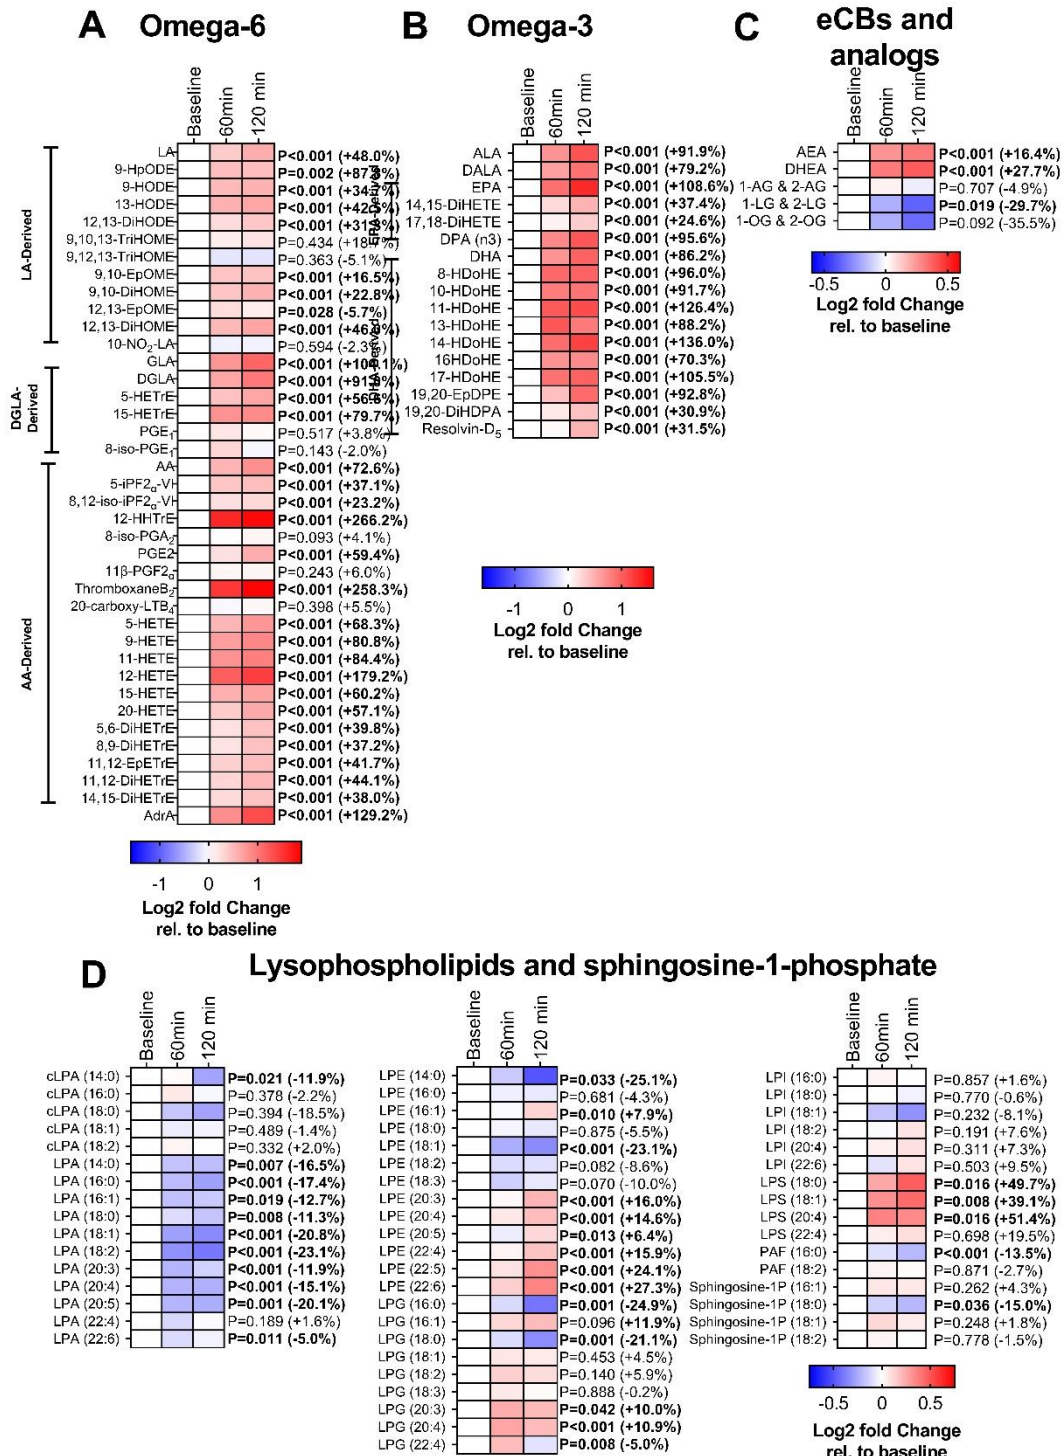 A Omega-6
Baseline
60min
120 min
LA-Derived
DGLA-Derived
AA-Derived
LA P<0.001 (+48.0%)
9-HpODE P=0.002 (+87.
9-HODE P<0.001 (+34.
13-HODE P<0.001 (+42.
12,13-DiHODE P<0.001 (+31.
9,10,13-TriHOME P=0.434 (+18.
9,12,13-TriHOME P=0.363 (-5.1%)
9,10-EpOME P<0.001 (+16.5%)
9,10-DiHOME P<0.001 (+22.8%)
12,13-EpOME P=0.028 (-5.7%)
12,13-DiHOME P<0.001 (+46.
10-NO₂-LA P=0.594 (-2.3%)
GLA P<0.001
DGLA P<0.001 (+91.
5-HETrE P<0.001 (+56.
15-HETrE P<0.001 (+79.7%)
PGE₁ P=0.517 (+3.8%)
8-iso-PGE₁ P=0.143 (-2.0%)
AA P<0.001 (+72.6%)
5-iPF2α-VI P<0.001 (+37.1%)
8,12-iso-iPF2α-VI P<0.001 (+23.2%)
12-HHTrE P<0.001 (+266.2%)
8-iso-PGA₂ P=0.093 (+4.1%)
PGE2 P<0.001 (+59.4%)
11β-PGF2α P=0.243 (+6.0%)
ThromboxaneB₂ P<0.001 (+258.3%)
20-carboxy-LTB₄ P=0.398 (+5.5%)
5-HETE P<0.001 (+68.3%)
9-HETE P<0.001 (+80.8%)
11-HETE P<0.001 (+84.4%)
12-HETE P<0.001 (+179.2%)
15-HETE P<0.001 (+60.2%)
20-HETE P<0.001 (+57.1%)
5,6-DiHETrE P<0.001 (+39.8%)
8,9-DiHETrE P<0.001 (+37.2%)
11,12-EpETrE P<0.001 (+41.7%)
11,12-DiHETrE P<0.001 (+44.1%)
14,15-DiHETrE P<0.001 (+38.0%)
AdrA P<0.001 (+129.2%)
-1 0 1
Log2 fold Change
rel. to baseline
B Omega-3
Baseline
60min
120 min
ALA P<0.001 (+91.9%)
DALA P<0.001 (+79.2%)
EPA P<0.001 (+108.6%)
14,15-DiHETE P<0.001 (+37.4%)
17,18-DiHETE P<0.001 (+24.6%)
DPA (n3) P<0.001 (+95.6%)
DHA P<0.001 (+86.2%)
8-HDoHE P<0.001 (+96.0%)
10-HDoHE P<0.001 (+91.7%)
11-HDoHE P<0.001 (+126.4%)
13-HDoHE P<0.001 (+88.2%)
14-HDoHE P<0.001 (+136.0%)
16HDoHE P<0.001 (+70.3%)
17-HDoHE P<0.001 (+105.5%)
19,20-EpDPE P<0.001 (+92.8%)
19,20-DiHDPA P<0.001 (+30.9%)
Resolvin-D₅ P<0.001 (+31.5%)
-1 0 1
Log2 fold Change
rel. to baseline
C eCBs and
analogs
Baseline
60min
120 min
AEA P<0.001 (+16.4%)
DHEA P<0.001 (+27.7%)
1-AG & 2-AG P=0.707 (-4.9%)
1-LG & 2-LG P=0.019 (-29.7%)
1-OG & 2-OG P=0.092 (-35.5%)
-0.5 0 0.5
Log2 fold Change
rel. to baseline
D Lysophospholipids and sphingosine-1-phosphate
Baseline
60min
120 min
cLPA (14:0) P=0.021 (-11.9%)
cLPA (16:0) P=0.378 (-2.2%)
cLPA (18:0) P=0.394 (-18.5%)
cLPA (18:1) P=0.489 (-1.4%)
cLPA (18:2) P=0.332 (+2.0%)
LPA (14:0) P=0.007 (-16.5%)
LPA (16:0) P<0.001 (-17.4%)
LPA (16:1) P=0.019 (-12.7%)
LPA (18:0) P=0.008 (-11.3%)
LPA (18:1) P<0.001 (-20.8%)
LPA (18:2) P<0.001 (-23.1%)
LPA (20:3) P<0.001 (-11.9%)
LPA (20:4) P<0.001 (-15.1%)
LPA (20:5) P=0.001 (-20.1%)
LPA (22:4) P=0.189 (+1.6%)
LPA (22:6) P=0.011 (-5.0%)
Baseline
60min
120 min
LPE (14:0) P=0.033 (-25.1%)
LPE (16:0) P=0.681 (-4.3%)
LPE (16:1) P=0.010 (+7.9%)
LPE (18:0) P=0.875 (-5.5%)
LPE (18:1) P<0.001 (-23.1%)
LPE (18:2) P=0.082 (-8.6%)
LPE (18:3) P=0.070 (-10.0%)
LPE (20:3) P<0.001 (+16.0%)
LPE (20:4) P<0.001 (+14.6%)
LPE (20:5) P=0.013 (+6.4%)
LPE (22:4) P<0.001 (+15.9%)
LPE (22:5) P<0.001 (+24.1%)
LPE (22:6) P<0.001 (+27.3%)
LPG (16:0) P=0.001 (-24.9%)
LPG (16:1) P=0.096 (+11.9%)
LPG (18:0) P=0.001 (-21.1%)
LPG (18:1) P=0.453 (+4.5%)
LPG (18:2) P=0.140 (+5.9%)
LPG (18:3) P=0.888 (-0.2%)
LPG (20:3) P=0.042 (+10.0%)
LPG (20:4) P<0.001 (+10.9%)
LPG (22:4) P=0.008 (-5.0%)
Baseline
60min
120 min
LPI (16:0) P=0.857 (+1.6%)
LPI (18:0) P=0.770 (-0.6%)
LPI (18:1) P=0.232 (-8.1%)
LPI (18:2) P=0.191 (+7.6%)
LPI (20:4) P=0.311 (+7.3%)
LPI (22:6) P=0.503 (+9.5%)
LPS (18:0) P=0.016 (+49.7%)
LPS (18:1) P=0.008 (+39.1%)
LPS (20:4) P=0.016 (+51.4%)
LPS (22:4) P=0.698 (+19.5%)
PAF (16:0) P<0.001 (-13.5%)
PAF (18:2) P=0.871 (-2.7%)
Sphingosine-1P (16:1) P=0.262 (+4.3%)
Sphingosine-1P (18:0) P=0.036 (-15.0%)
Sphingosine-1P (18:1) P=0.248 (+1.8%)
Sphingosine-1P (18:2) P=0.778 (-1.5%)
-0.5 0 0.5
Log2 fold Change
rel. to baseline